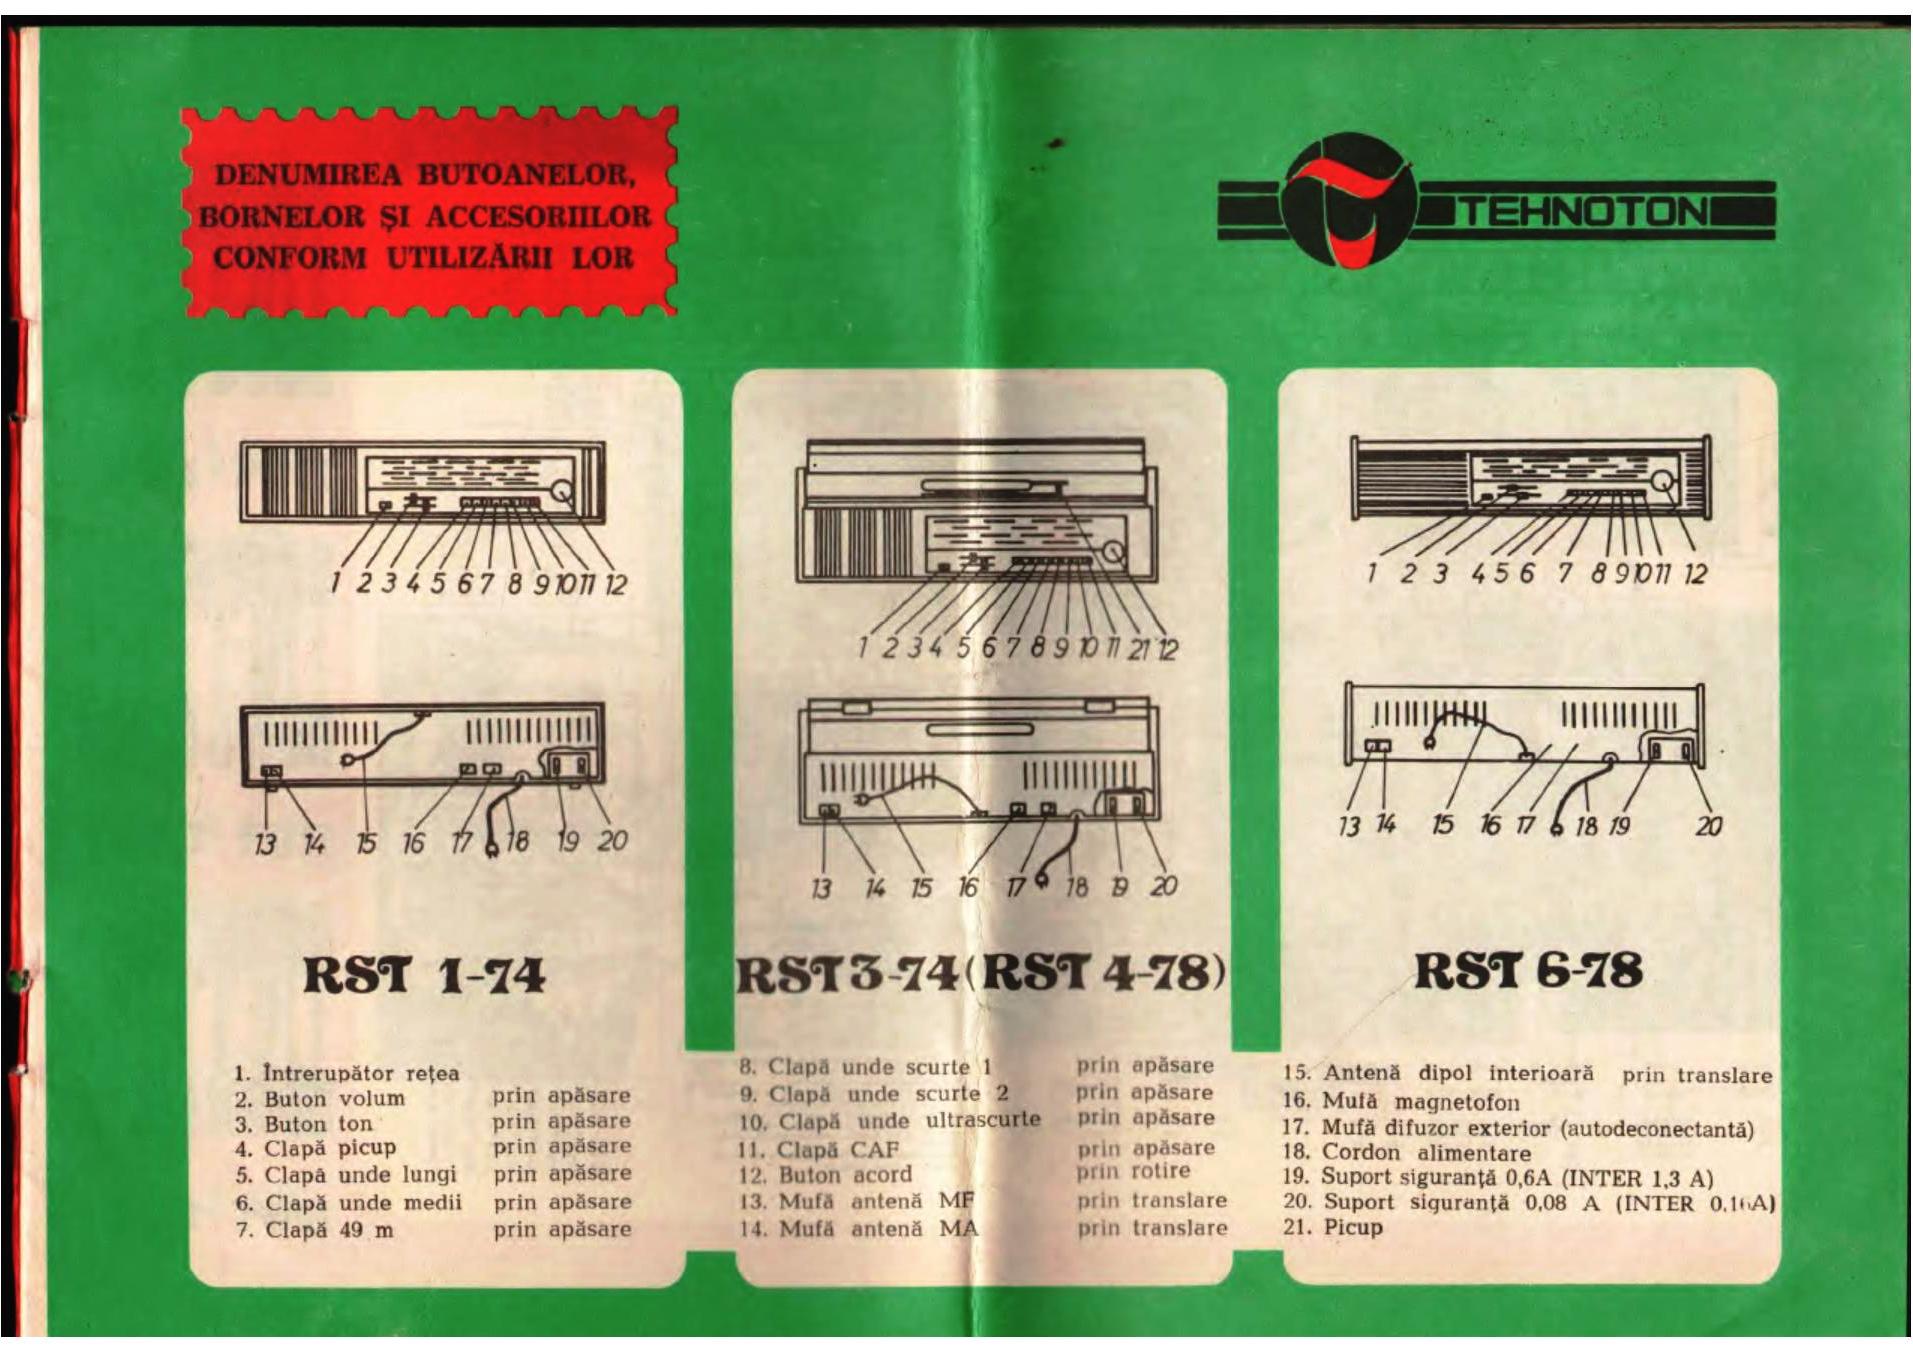 DENUMIREA BUTOANELOR,
BORNELOR ȘI ACCESORIILOR
CONFORM UTILIZĂRII LOR
TEHNOTON
1 2 3 4 5 6 7 8 9 10 11 12
13 14 15 16 17 18 19 20
RST 1-74
1 2 3 4 5 6 7 8 9 10 11 21 12
13 14 15 16 17 18 19 20
RST 3-74 (RST 4-78)
1 2 3 4 5 6 7 8 9 10 11 12
13 14 15 16 17 18 19 20
RST 6-78
1. Întrerupător rețea
2. Buton volum prin apăsare
3. Buton ton prin apăsare
4. Clapă picup prin apăsare
5. Clapă unde lungi prin apăsare
6. Clapă unde medii prin apăsare
7. Clapă 49 m prin apăsare
8. Clapă unde scurte 1 prin apăsare
9. Clapă unde scurte 2 prin apăsare
10. Clapă unde ultrascurte prin apăsare
11. Clapă CAF prin apăsare
12. Buton acord prin rotire
13. Mufă antenă MF prin translare
14. Mufă antenă MA prin translare
15. Antenă dipol interioară prin translare
16. Mufă magnetofon
17. Mufă difuzor exterior (autodeconectantă)
18. Cordon alimentare
19. Suport siguranță 0,6A (INTER 1,3 A)
20. Suport siguranță 0,08 A (INTER 0,16A)
21. Picup